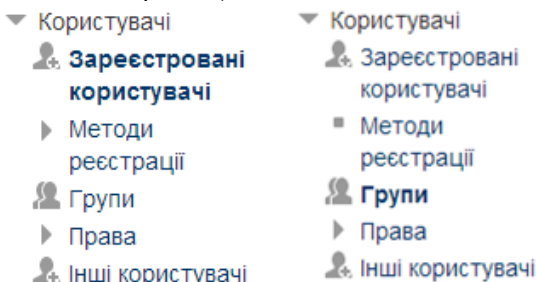 Користувачі
Зареєстровані
користувачі
Методи
реєстрації
Групи
Права
Інші користувачі
Користувачі
Зареєстровані
користувачі
Методи
реєстрації
Групи
Права
Інші користувачі